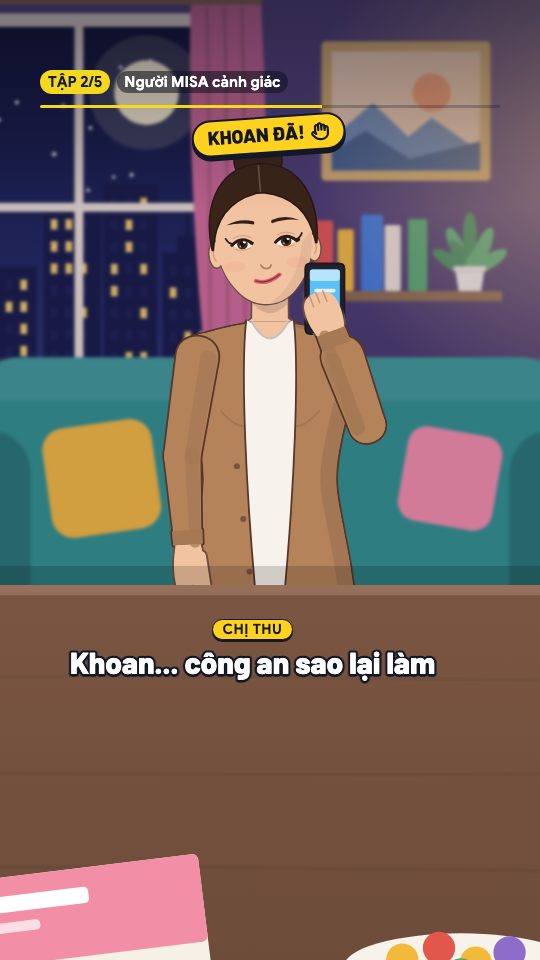 TẬP 2/5 Người MISA cảnh giác
KHOAN ĐÃ!
CHỊ THU
Khoan... công an sao lại làm